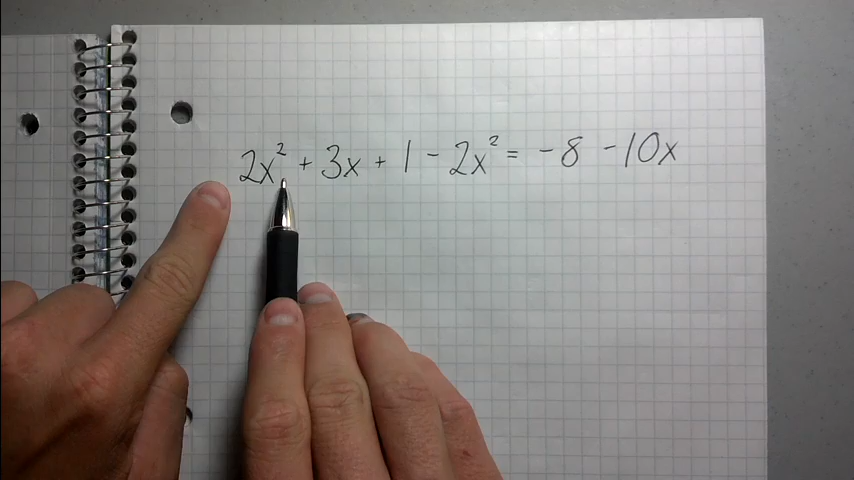 2x² + 3x + 1 - 2x² = -8 - 10x